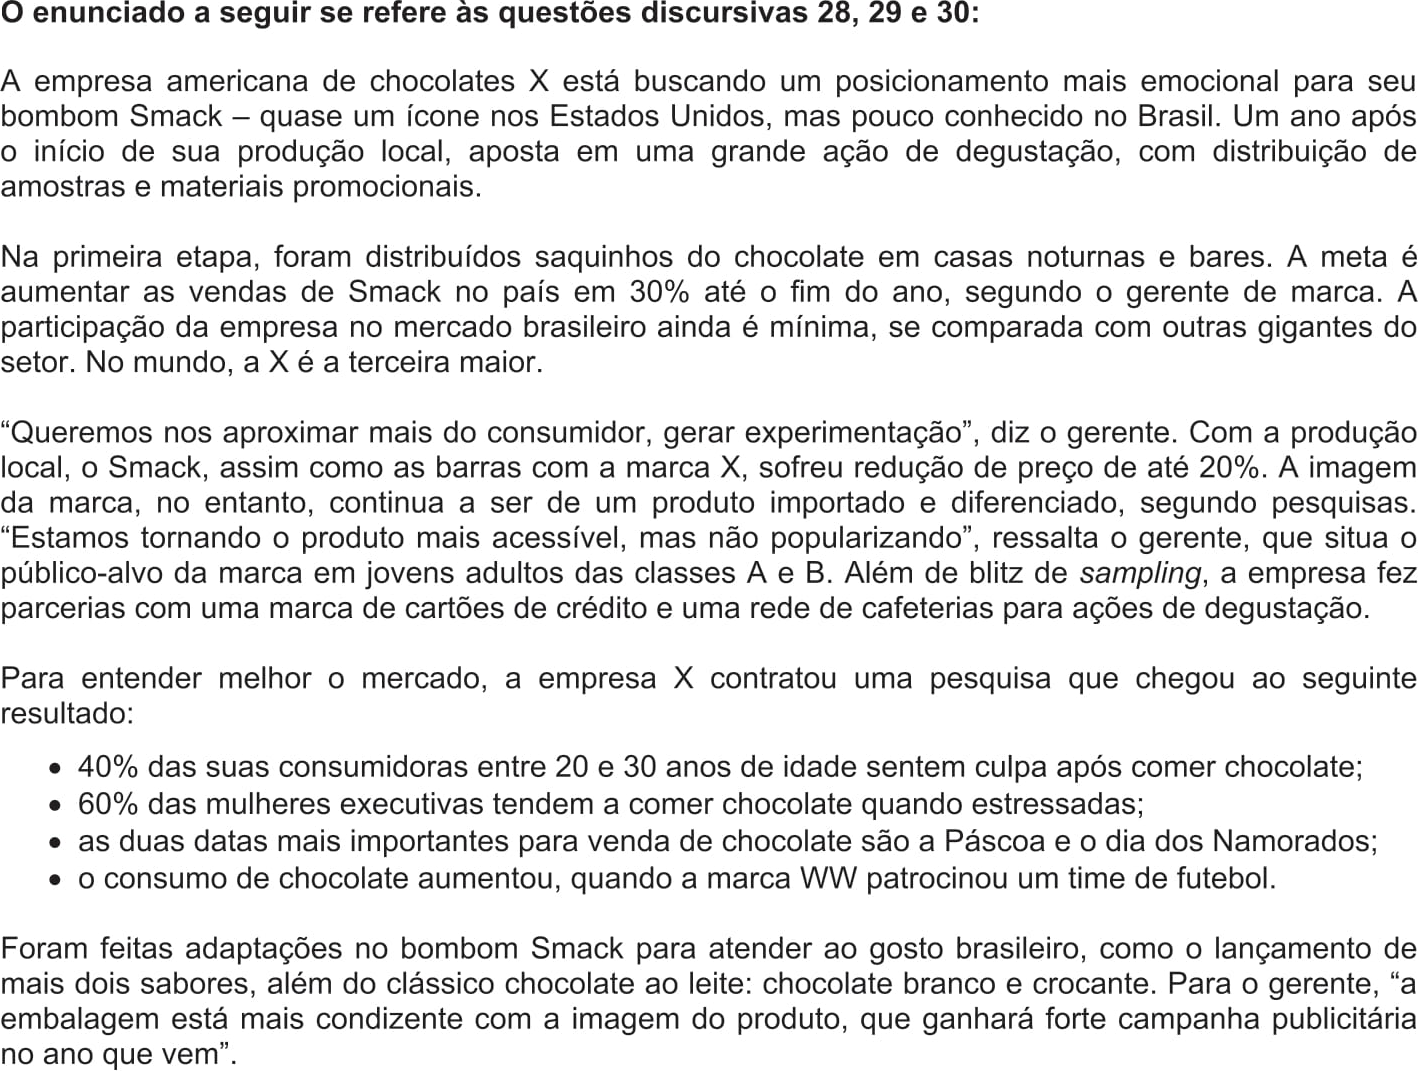 O enunciado a seguir se refere às questões discursivas 28, 29 e 30:
A empresa americana de chocolates X está buscando um posicionamento mais emocional para seu
bombom Smack – quase um ícone nos Estados Unidos, mas pouco conhecido no Brasil. Um ano após
o início de sua produção local, aposta em uma grande ação de degustação, com distribuição de
amostras e materiais promocionais.
Na primeira etapa, foram distribuídos saquinhos do chocolate em casas noturnas e bares. A meta é
aumentar as vendas de Smack no país em 30% até o fim do ano, segundo o gerente de marca. A
participação da empresa no mercado brasileiro ainda é mínima, se comparada com outras gigantes do
setor. No mundo, a X é a terceira maior.
“Queremos nos aproximar mais do consumidor, gerar experimentação”, diz o gerente. Com a produção
local, o Smack, assim como as barras com a marca X, sofreu redução de preço de até 20%. A imagem
da marca, no entanto, continua a ser de um produto importado e diferenciado, segundo pesquisas.
“Estamos tornando o produto mais acessível, mas não popularizando”, ressalta o gerente, que situa o
público-alvo da marca em jovens adultos das classes A e B. Além de blitz de sampling, a empresa fez
parcerias com uma marca de cartões de crédito e uma rede de cafeterias para ações de degustação.
Para entender melhor o mercado, a empresa X contratou uma pesquisa que chegou ao seguinte
resultado:
• 40% das suas consumidoras entre 20 e 30 anos de idade sentem culpa após comer chocolate;
• 60% das mulheres executivas tendem a comer chocolate quando estressadas;
• as duas datas mais importantes para venda de chocolate são a Páscoa e o dia dos Namorados;
• o consumo de chocolate aumentou, quando a marca WW patrocinou um time de futebol.
Foram feitas adaptações no bombom Smack para atender ao gosto brasileiro, como o lançamento de
mais dois sabores, além do clássico chocolate ao leite: chocolate branco e crocante. Para o gerente, “a
embalagem está mais condizente com a imagem do produto, que ganhará forte campanha publicitária
no ano que vem”.